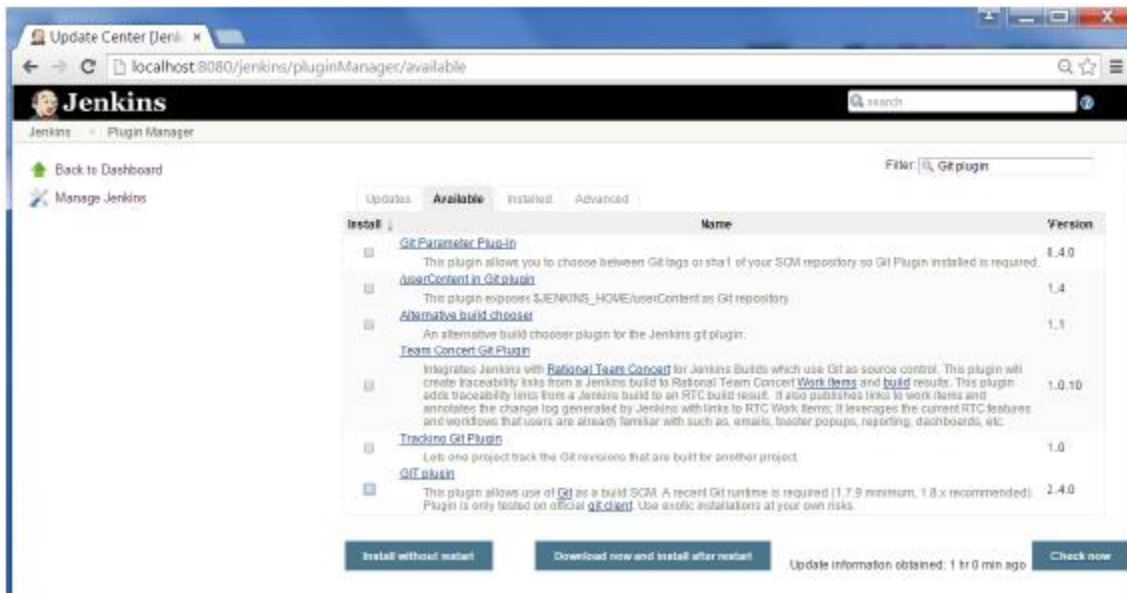 Update Center [Jenk
localhost:8080/jenkins/pluginManager/available
Jenkins
search
Jenkins
Plugin Manager
Back to Dashboard
Manage Jenkins
Filter: Git plugin
Updates Available Installed Advanced
Install ↓ Name Version
Git Parameter Plug-In
This plugin allows you to choose between Git tags or sha1 of your SCM repository so Git Plugin installed is required.
0.4.0
/userContent in Git plugin
This plugin exposes $JENKINS_HOME/userContent as Git repository
1.4
Alternative build chooser
An alternative build chooser plugin for the Jenkins git plugin.
1.1
Team Concert Git Plugin
Integrates Jenkins with Rational Team Concert for Jenkins Builds which use Git as source control. This plugin will
create traceability links from a Jenkins build to Rational Team Concert Work Items and build results. This plugin
adds traceability links from a Jenkins build to an RTC build result. It also publishes links to work items and
annotates the change log generated by Jenkins with links to RTC Work Items; it leverages the current RTC features
and workflows that users are already familiar with such as, emails, toaster popups, reporting, dashboards, etc.
1.0.10
Tracking Git Plugin
Lets one project track the Git revisions that are built for another project.
1.0
GIT plugin
This plugin allows use of Git as a build SCM. A recent Git runtime is required (1.7.9 minimum, 1.8.x recommended).
Plugin is only tested on official git client. Use exotic installations at your own risks.
2.4.0
Install without restart
Download now and install after restart
Update information obtained: 1 hr 0 min ago
Check now